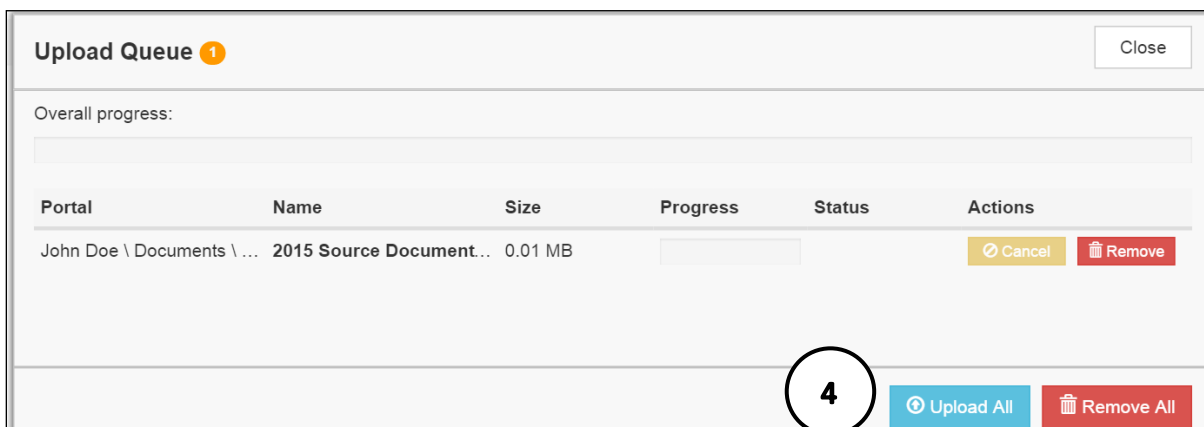 Upload Queue 1
Close
Overall progress:
Portal Name Size Progress Status Actions
John Doe \ Documents \ ... 2015 Source Document... 0.01 MB Cancel Remove
4 Upload All Remove All